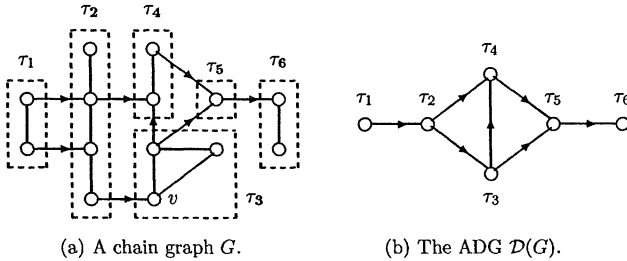 τ1 τ2 τ4 τ5 τ6
v τ3
(a) A chain graph G.
τ1 τ2 τ4 τ3 τ5 τ6
(b) The ADG D(G).